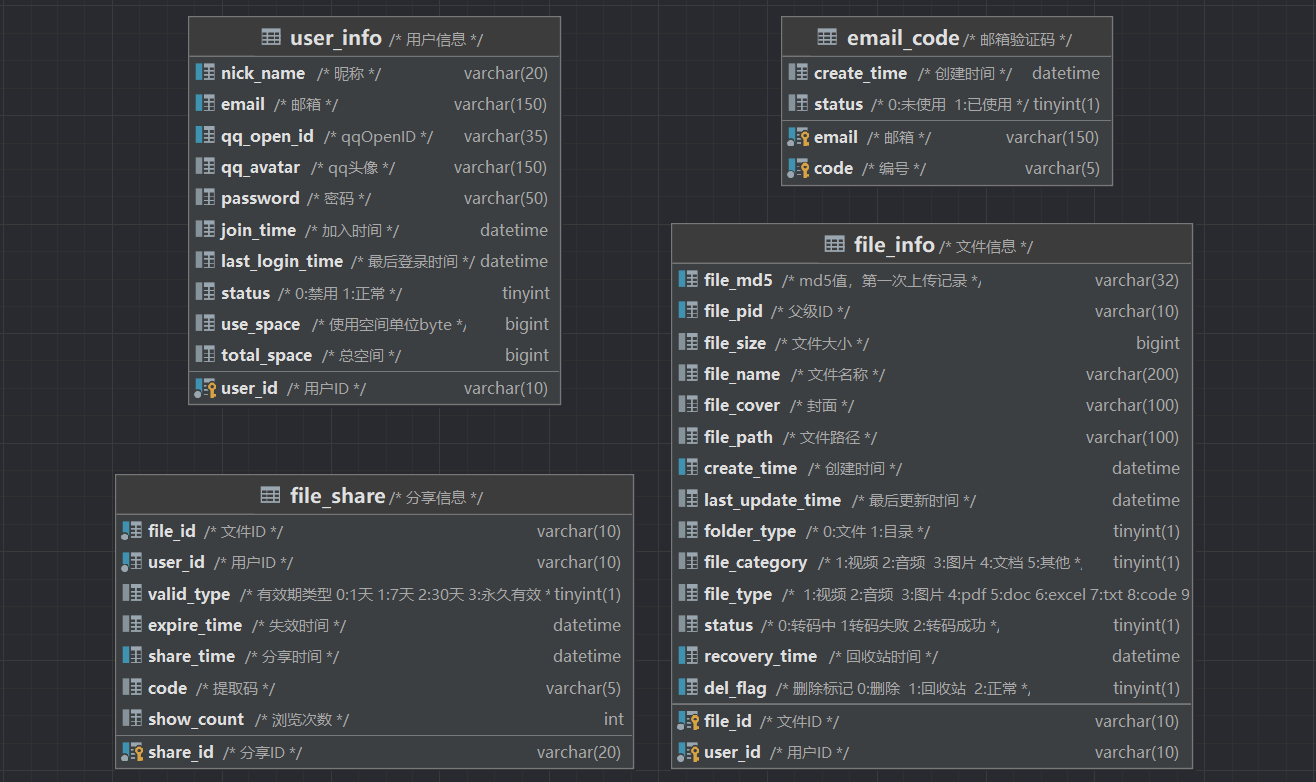 user_info /* 用户信息 */
nick_name /* 昵称 */ varchar(20)
email /* 邮箱 */ varchar(150)
qq_open_id /* qqOpenID */ varchar(35)
qq_avatar /* qq头像 */ varchar(150)
password /* 密码 */ varchar(50)
join_time /* 加入时间 */ datetime
last_login_time /* 最后登录时间 */ datetime
status /* 0:禁用 1:正常 */ tinyint
use_space /* 使用空间单位byte */ bigint
total_space /* 总空间 */ bigint
user_id /* 用户ID */ varchar(10)
email_code /* 邮箱验证码 */
create_time /* 创建时间 */ datetime
status /* 0:未使用 1:已使用 */ tinyint(1)
email /* 邮箱 */ varchar(150)
code /* 编号 */ varchar(5)
file_info /* 文件信息 */
file_md5 /* md5值，第一次上传记录 */ varchar(32)
file_pid /* 父级ID */ varchar(10)
file_size /* 文件大小 */ bigint
file_name /* 文件名称 */ varchar(200)
file_cover /* 封面 */ varchar(100)
file_path /* 文件路径 */ varchar(100)
create_time /* 创建时间 */ datetime
last_update_time /* 最后更新时间 */ datetime
folder_type /* 0:文件 1:目录 */ tinyint(1)
file_category /* 1:视频 2:音频 3:图片 4:文档 5:其他 * tinyint(1)
file_type /* 1:视频 2:音频 3:图片 4:pdf 5:doc 6:excel 7:txt 8:code 9
status /* 0:转码中 1转码失败 2:转码成功 */ tinyint(1)
recovery_time /* 回收站时间 */ datetime
del_flag /* 删除标记 0:删除 1:回收站 2:正常 */ tinyint(1)
file_id /* 文件ID */ varchar(10)
user_id /* 用户ID */ varchar(10)
file_share /* 分享信息 */
file_id /* 文件ID */ varchar(10)
user_id /* 用户ID */ varchar(10)
valid_type /* 有效期类型 0:1天 1:7天 2:30天 3:永久有效 * tinyint(1)
expire_time /* 失效时间 */ datetime
share_time /* 分享时间 */ datetime
code /* 提取码 */ varchar(5)
show_count /* 浏览次数 */ int
share_id /* 分享ID */ varchar(20)